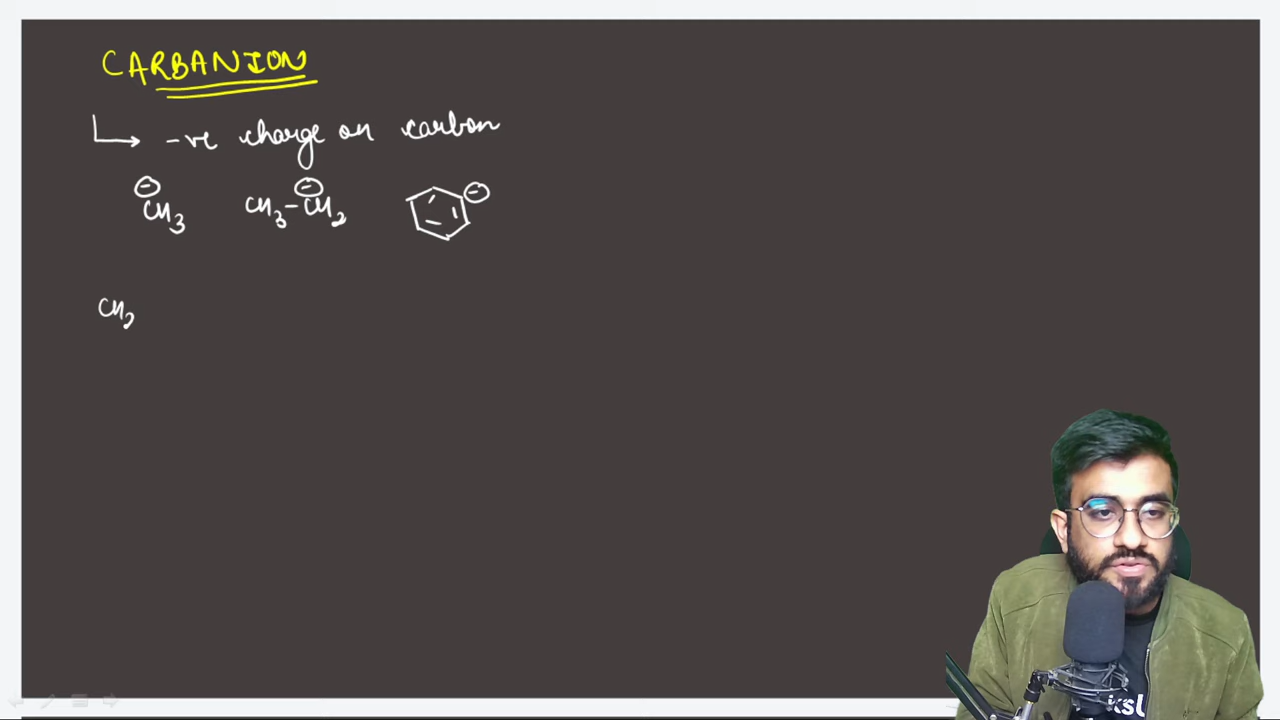 CARBANION
↳ -ve charge on carbon
⊖CH3 CH3-⊖CH2 ⊖
CH2